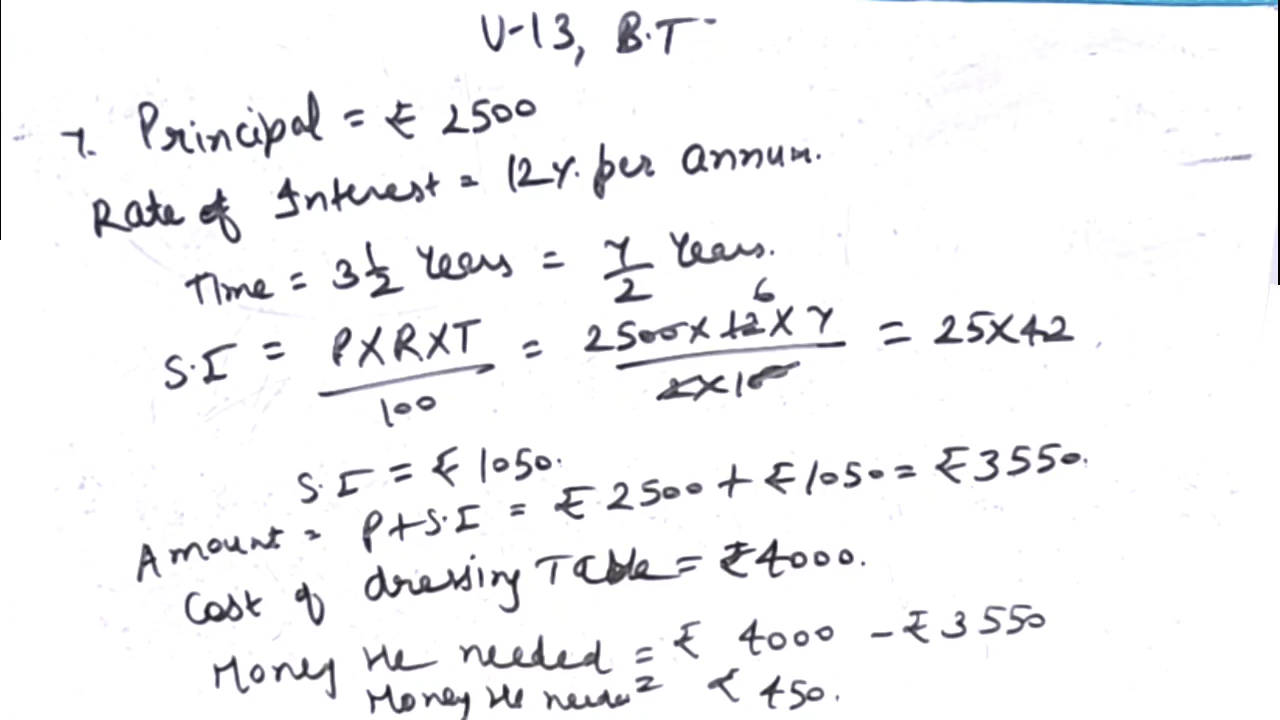 U-13, B.T
7. Principal = ₹ 2500
Rate of Interest = 12%. per annum.
Time = 3 1/2 Years = 7/2 Years.
S.I = P×R×T/100 = 2500×12×7/2×100 6 = 25×42
S.I = ₹ 1050.
Amount = P+S.I = ₹ 2500 + ₹ 1050 = ₹ 3550.
Cost of dressing Table = ₹4000.
Money He needed = ₹ 4000 - ₹ 3550
Money He = ₹ 450.